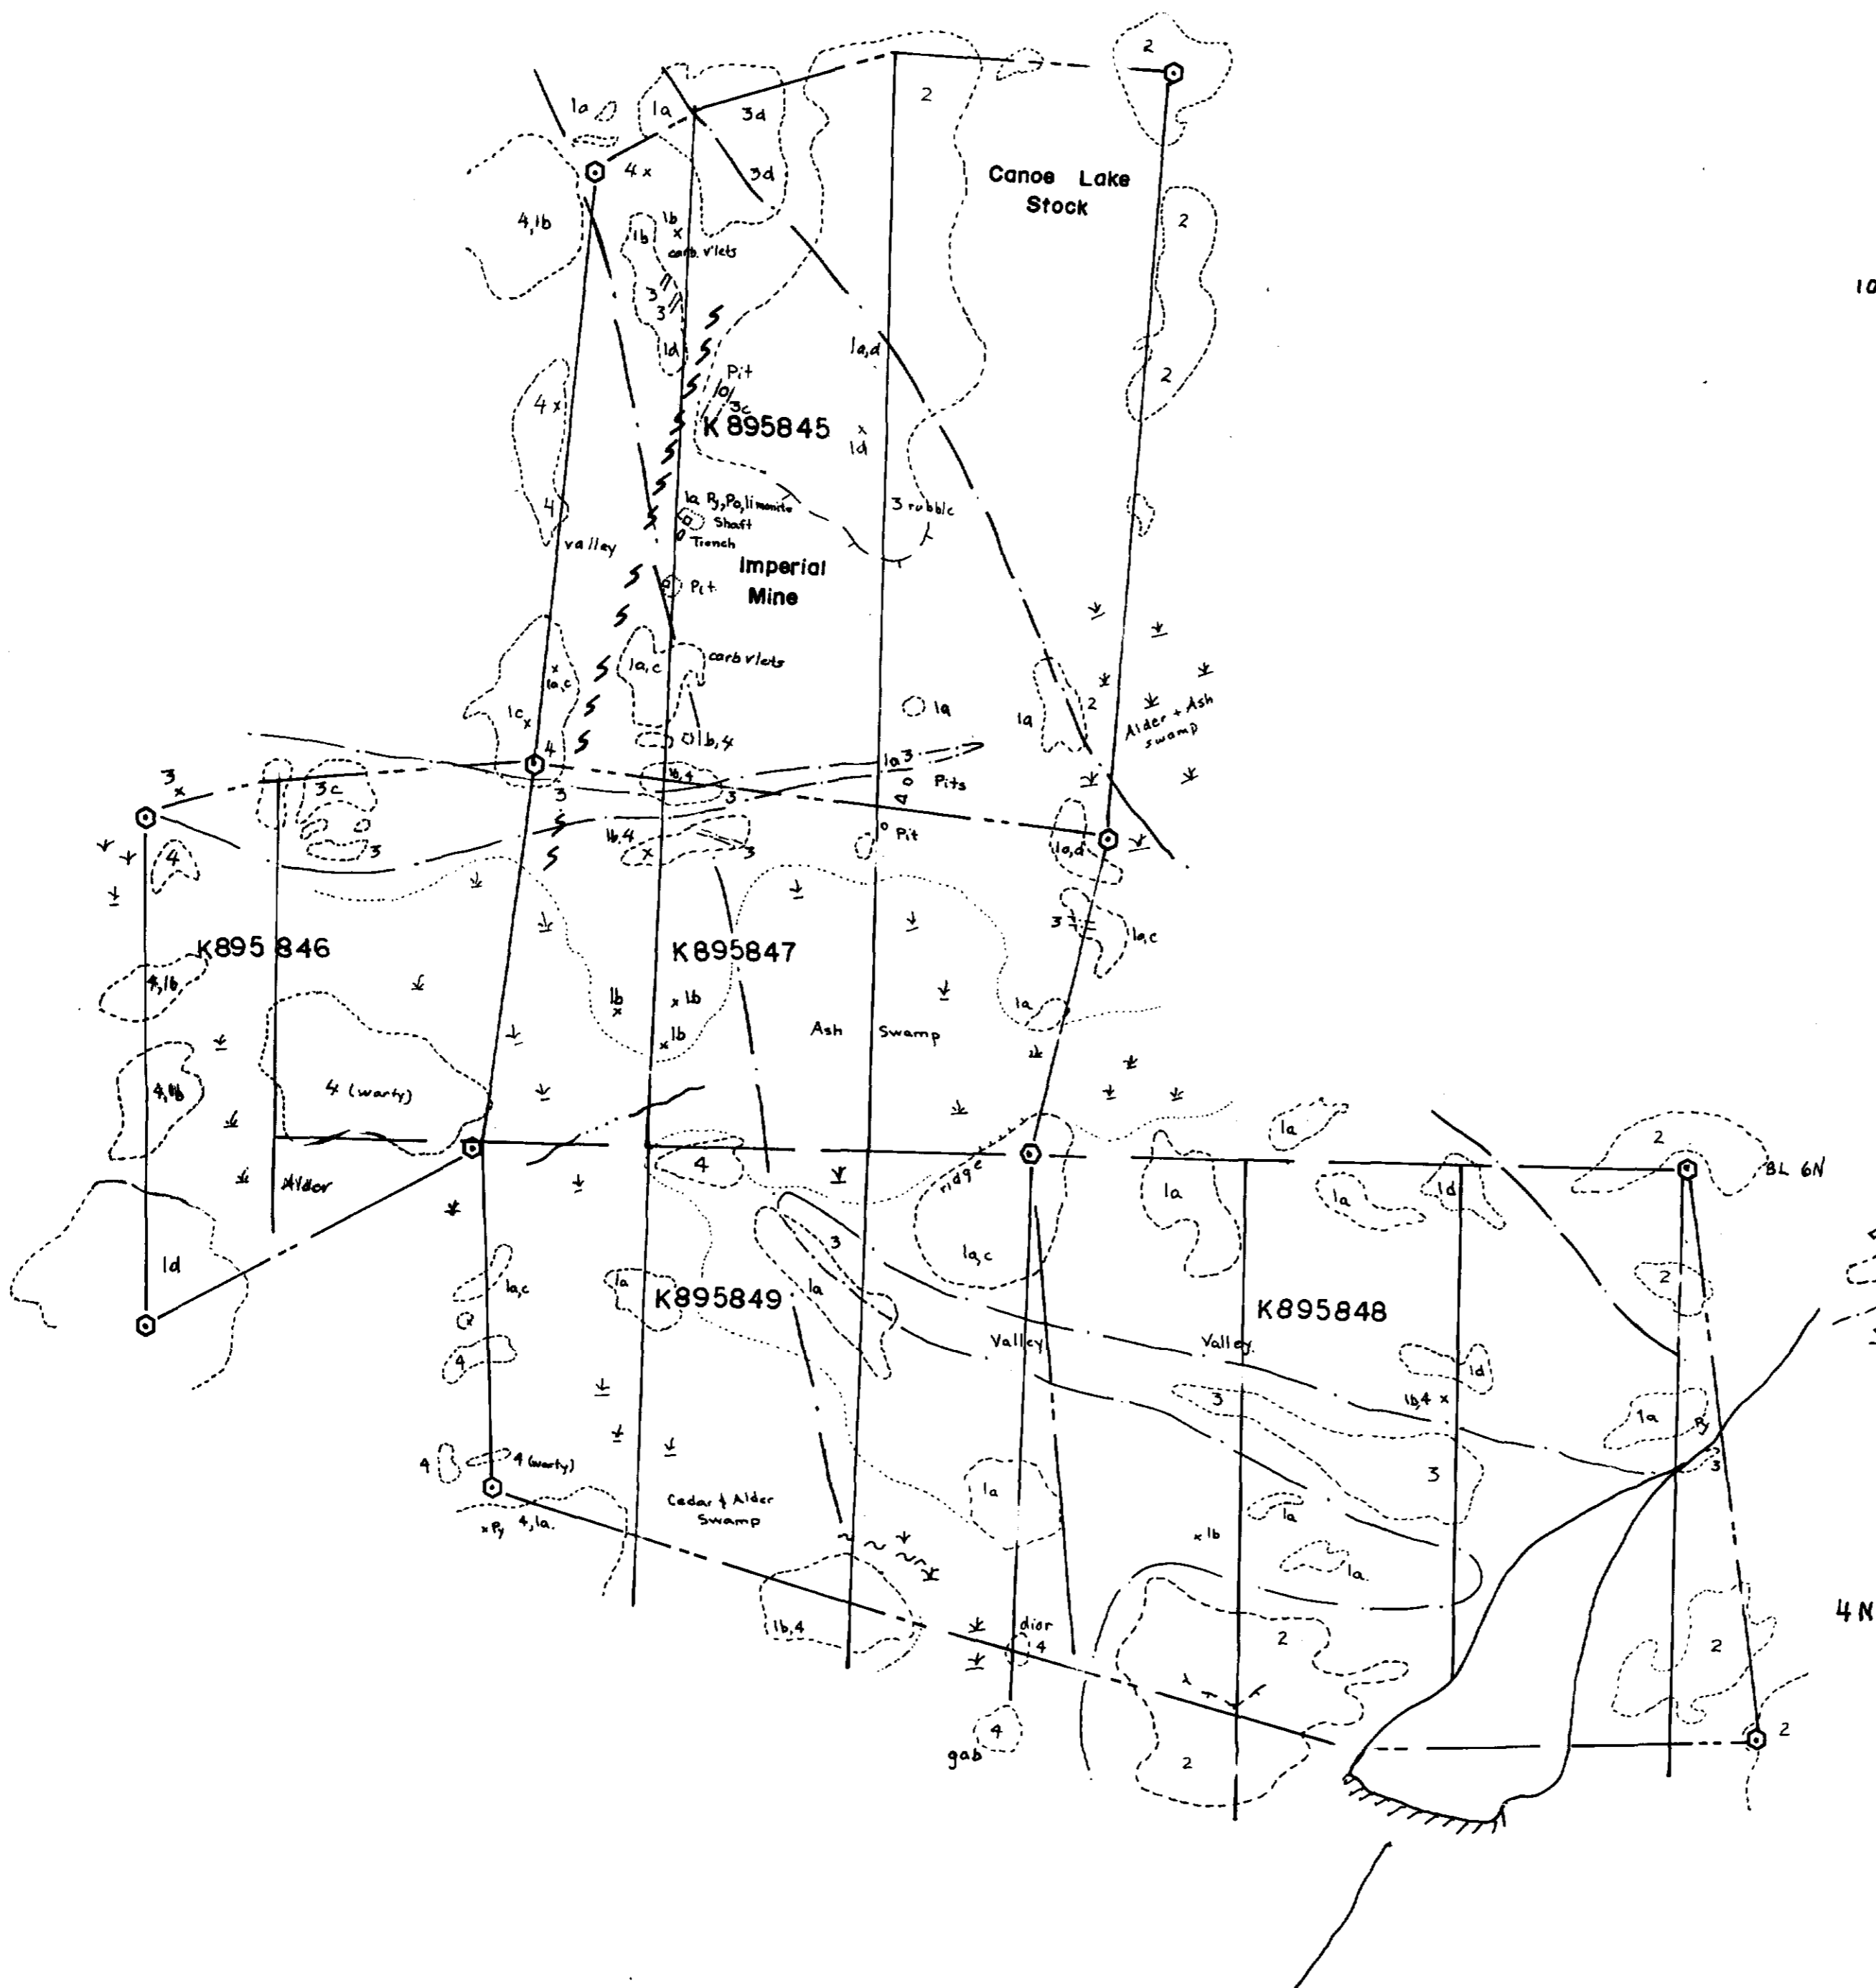 2
1a
1a
3d
2
4 x
3d
Canoe Lake
Stock
4,1b
1b
1b
x
carb. v'lets
2
10
3
3
1d
1a,d
Pit
3c
2
4 x
K895845
x
1d
4
1a Py, Po, limonite
Shaft
Trench
3 rubble
valley
Imperial
Mine
Pit
1a,c
carb v'lets
x
1a,c
1c x
1a
1a
2
Alder + Ash
swamp
1b,4
4
1a 3
3
x
3c
1b,4
Pits
3
3
Pit
1b,4
x
3
3
4
1a,d
3
1a,c
K895846
K895847
4,1b
1b
x
x 1b
1a
x 1b
Ash Swamp
4,1b
4 (warty)
1a
2
BL 6N
4
ridge
1a
1a
1d
Alder
1d
3
1a,c
1a,c
1a
1a
2
K895849
K895848
4
Valley
Valley
1d
1b,4 x
3
1a
Py
3
4
4 (warty)
3
1a
Cedar & Alder
Swamp
x Py 4,1a.
1a
x 1b
1a
4N
1b,4
dior
4
2
2
4
gab
2
2